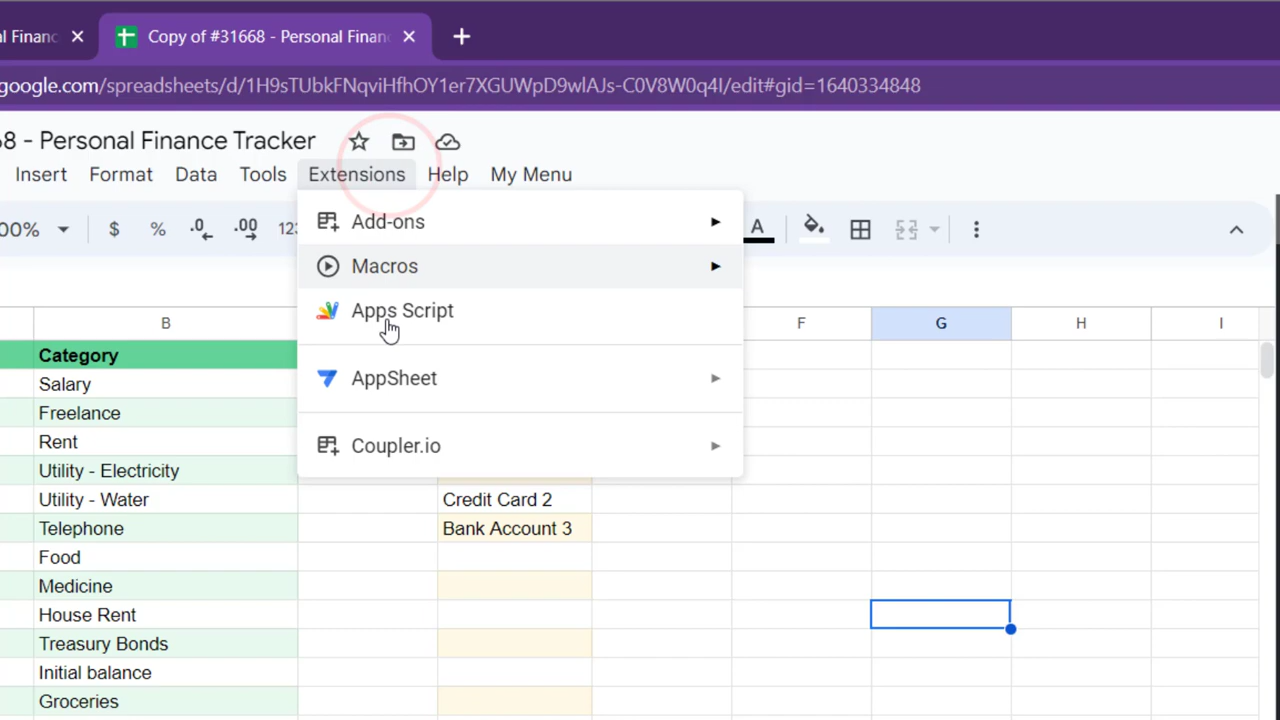 al Financ
Copy of #31668 - Personal Finan
google.com/spreadsheets/d/1H9sTUbkFNqviHfhOY1er7XGUWpD9wlAJs-C0V8W0q4I/edit#gid=1640334848
68 - Personal Finance Tracker
Insert Format Data Tools Extensions Help My Menu
00% $ % .0 .00 123 A
Add-ons
Macros
Apps Script
AppSheet
Coupler.io
B F G H I
Category
Salary
Freelance
Rent
Utility - Electricity
Utility - Water Credit Card 2
Telephone Bank Account 3
Food
Medicine
House Rent
Treasury Bonds
Initial balance
Groceries